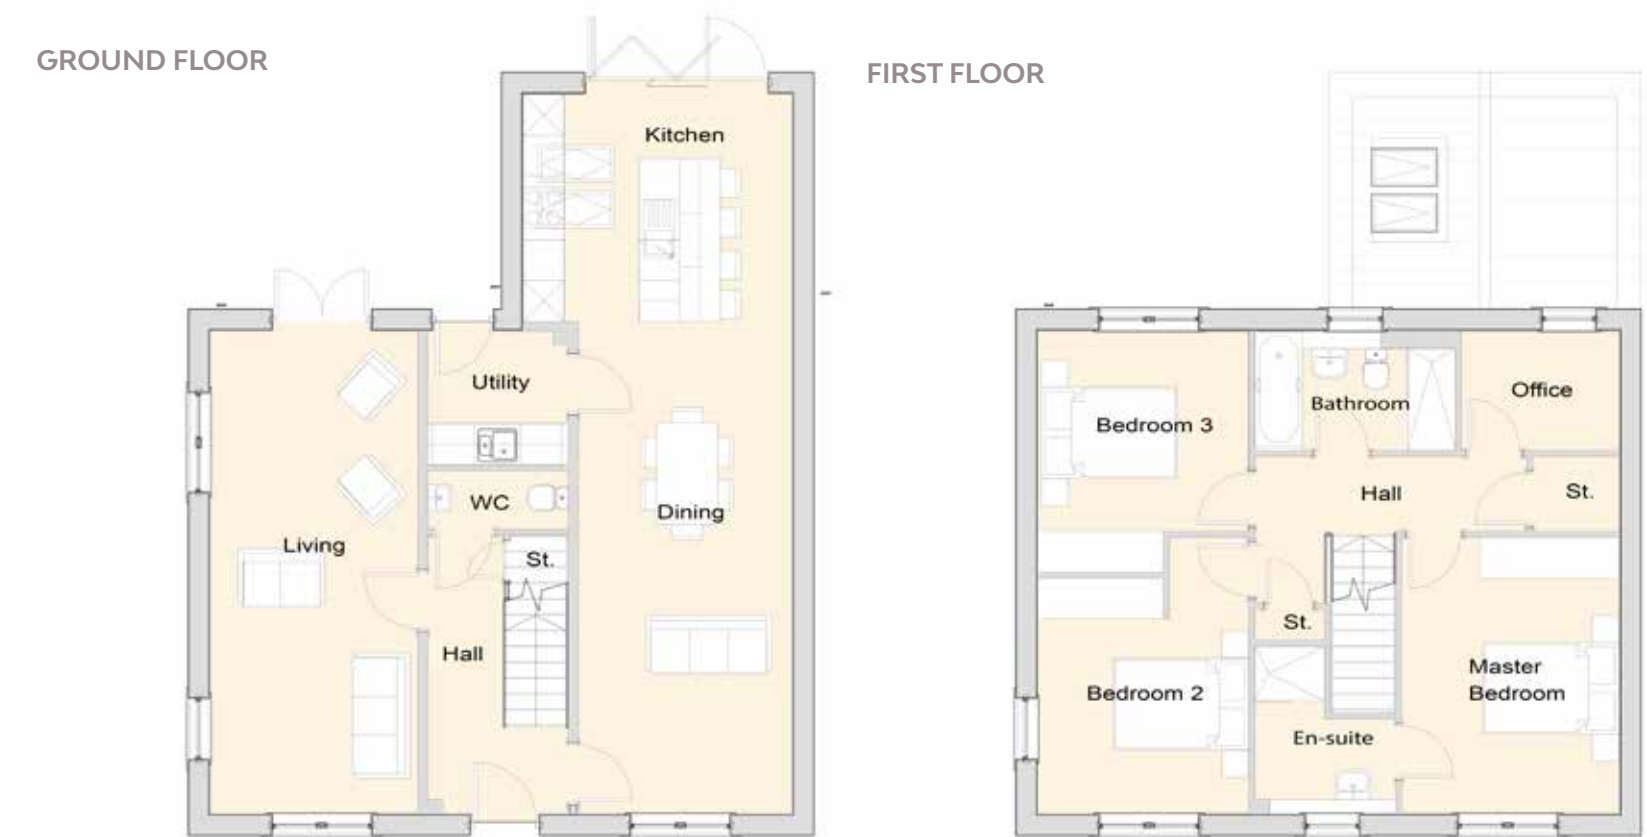 GROUND FLOOR
Kitchen
Utility
WC
Dining
Living
St.
Hall
FIRST FLOOR
Office
Bathroom
Bedroom 3
Hall
St.
St.
Master
Bedroom
Bedroom 2
En-suite